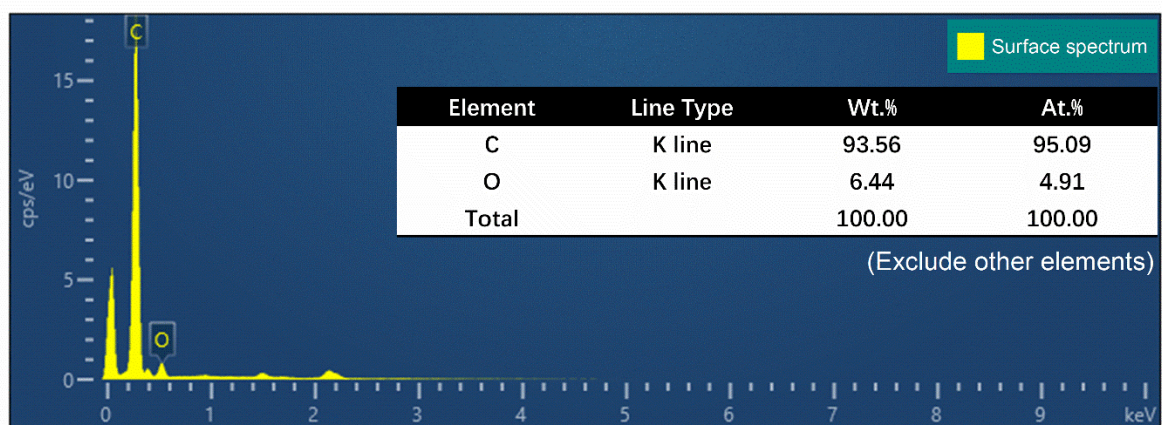 C
Surface spectrum
15
Element Line Type Wt.% At.%
C K line 93.56 95.09
10
O K line 6.44 4.91
cps/eV
Total 100.00 100.00
(Exclude other elements)
5
O
0
0 1 2 3 4 5 6 7 8 9 keV